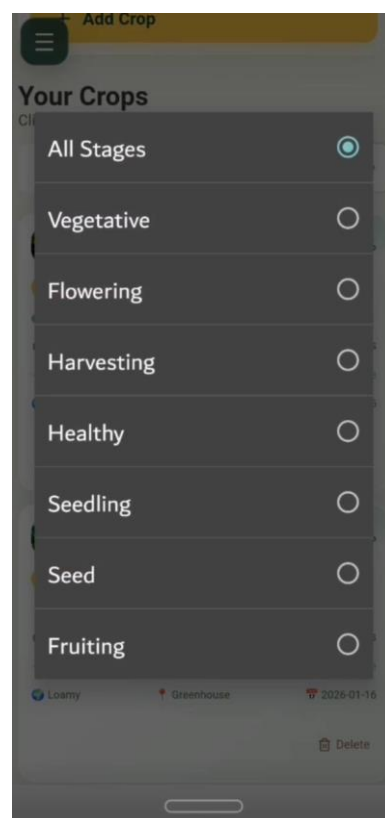 Add Crop
Your Crops
All Stages
Vegetative
Flowering
Harvesting
Healthy
Seedling
Seed
Fruiting
Loamy Greenhouse 2026-01-16
Delete